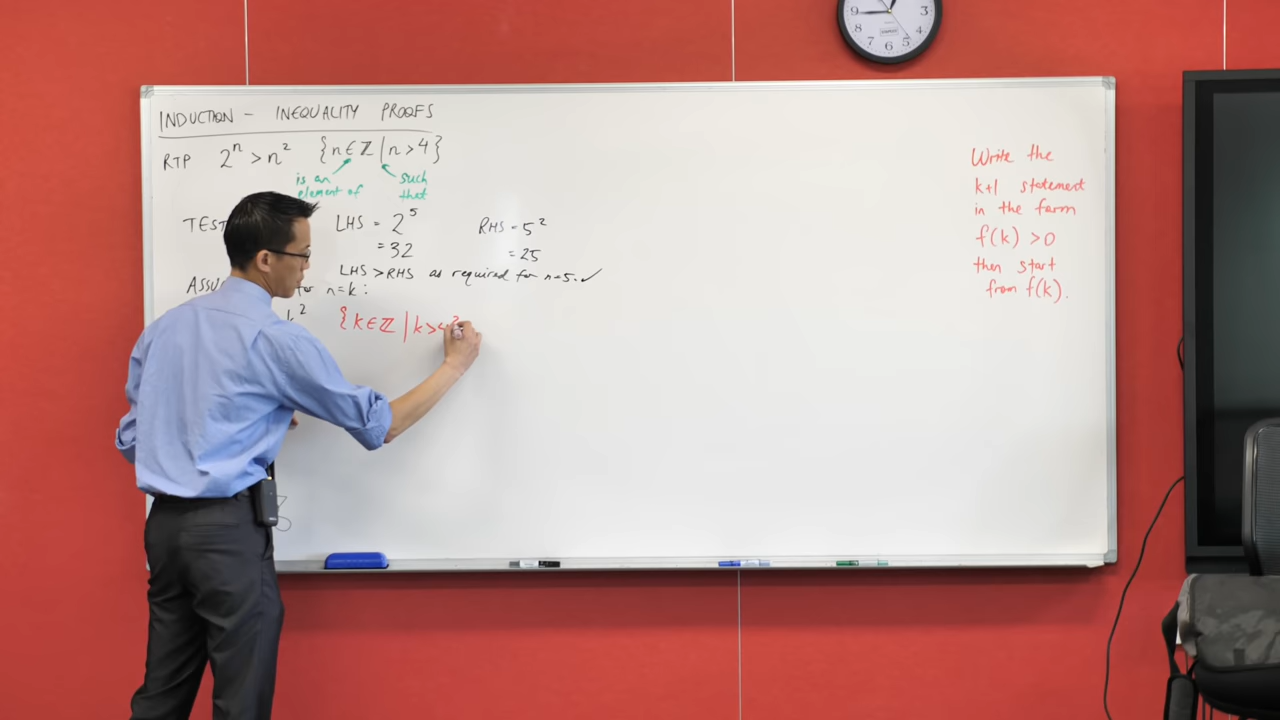 INDUCTION – INEQUALITY PROOFS
RTP 2ⁿ > n² {n ∈ ℤ | n > 4}
is an element of
such that
TEST LHS = 2⁵ RHS = 5²
= 32 = 25
LHS > RHS as required for n=5. ✓
ASSU for n=k:
k² {k ∈ ℤ | k > 4
Write the
k+1 statement
in the form
f(k) > 0
then start
from f(k).